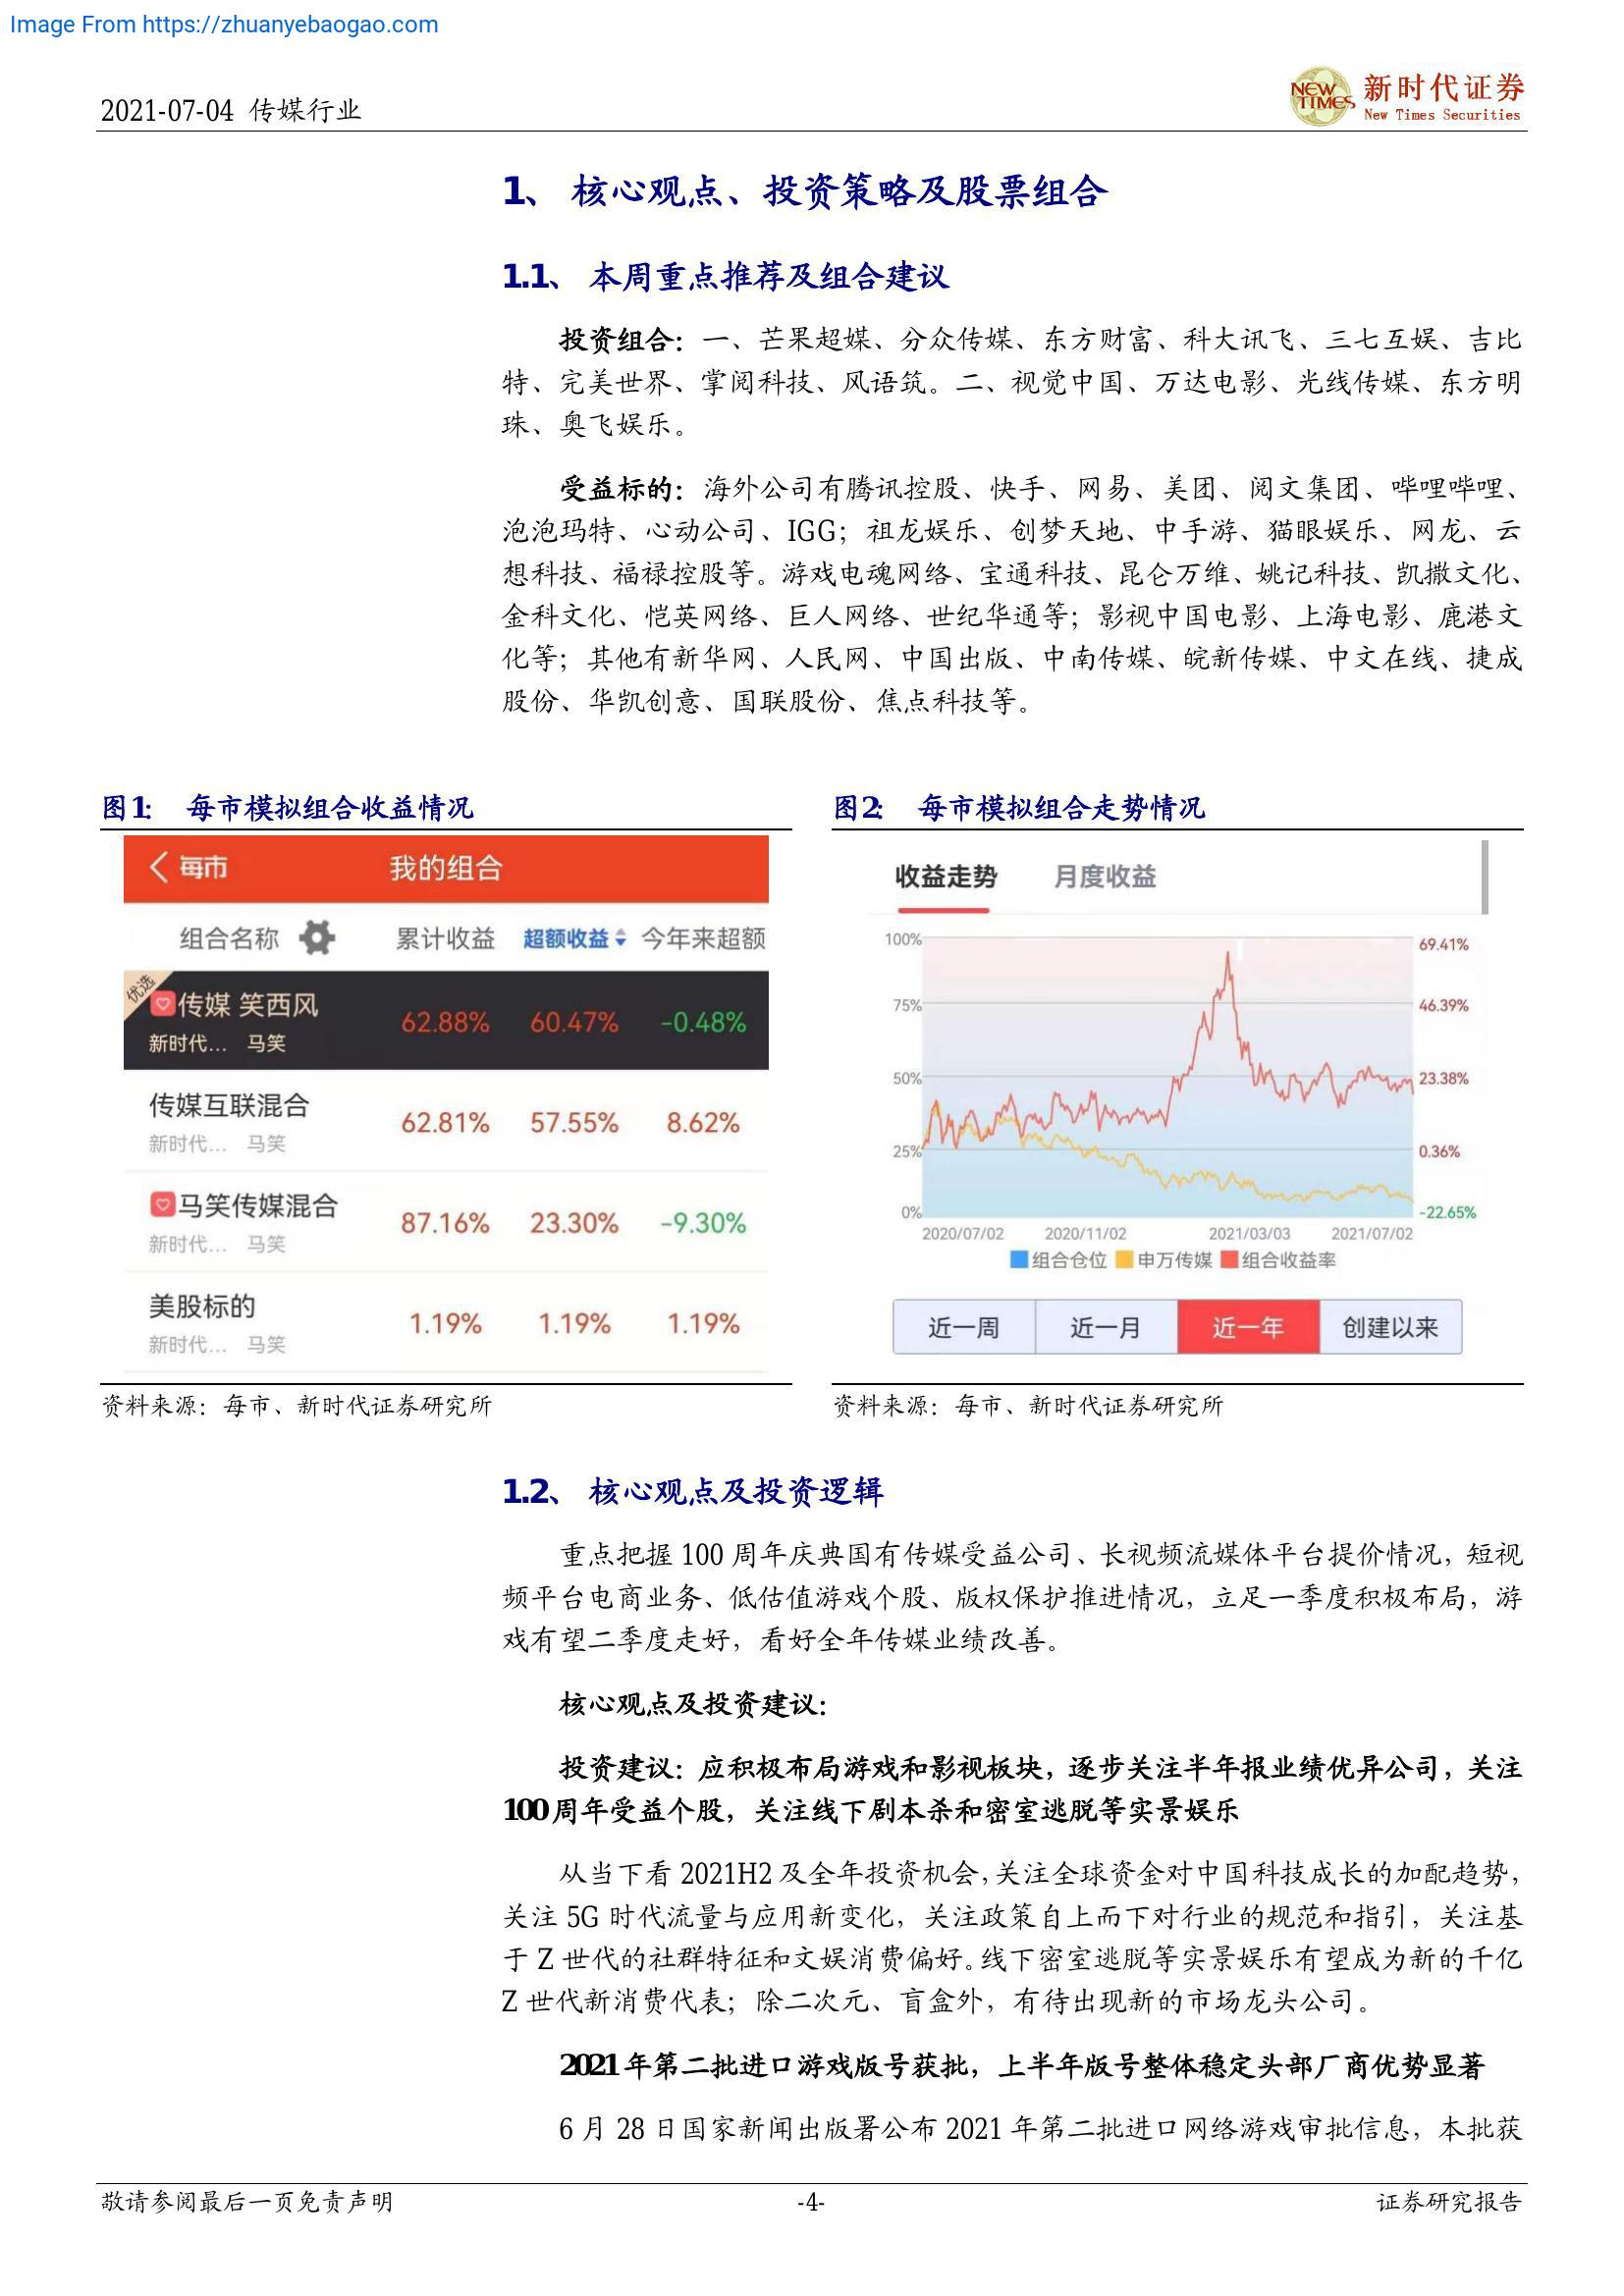 Image From https://zhuanyebaogao.com
2021-07-04 传媒行业
NEW TIMES
新时代证券
New Times Securities
1、 核心观点、投资策略及股票组合
1.1、 本周重点推荐及组合建议
投资组合：一、芒果超媒、分众传媒、东方财富、科大讯飞、三七互娱、吉比
特、完美世界、掌阅科技、风语筑。二、视觉中国、万达电影、光线传媒、东方明
珠、奥飞娱乐。
受益标的：海外公司有腾讯控股、快手、网易、美团、阅文集团、哔哩哔哩、
泡泡玛特、心动公司、IGG；祖龙娱乐、创梦天地、中手游、猫眼娱乐、网龙、云
想科技、福禄控股等。游戏电魂网络、宝通科技、昆仑万维、姚记科技、凯撒文化、
金科文化、恺英网络、巨人网络、世纪华通等；影视中国电影、上海电影、鹿港文
化等；其他有新华网、人民网、中国出版、中南传媒、皖新传媒、中文在线、捷成
股份、华凯创意、国联股份、焦点科技等。
图1： 每市模拟组合收益情况
每市 我的组合
组合名称 累计收益 超额收益 今年来超额
优选
传媒 笑西风 62.88% 60.47% -0.48%
新时代... 马笑
传媒互联混合 62.81% 57.55% 8.62%
新时代... 马笑
马笑传媒混合 87.16% 23.30% -9.30%
新时代... 马笑
美股标的 1.19% 1.19% 1.19%
新时代... 马笑
资料来源：每市、新时代证券研究所
图2： 每市模拟组合走势情况
收益走势 月度收益
100% 69.41%
75% 46.39%
50% 23.38%
25% 0.36%
0% -22.65%
2020/07/02 2020/11/02 2021/03/03 2021/07/02
组合仓位 申万传媒 组合收益率
近一周 近一月 近一年 创建以来
资料来源：每市、新时代证券研究所
1.2、 核心观点及投资逻辑
重点把握 100 周年庆典国有传媒受益公司、长视频流媒体平台提价情况，短视
频平台电商业务、低估值游戏个股、版权保护推进情况，立足一季度积极布局，游
戏有望二季度走好，看好全年传媒业绩改善。
核心观点及投资建议：
投资建议：应积极布局游戏和影视板块，逐步关注半年报业绩优异公司，关注
100 周年受益个股，关注线下剧本杀和密室逃脱等实景娱乐
从当下看 2021H2 及全年投资机会，关注全球资金对中国科技成长的加配趋势，
关注 5G 时代流量与应用新变化，关注政策自上而下对行业的规范和指引，关注基
于 Z 世代的社群特征和文娱消费偏好。线下密室逃脱等实景娱乐有望成为新的千亿
Z 世代新消费代表；除二次元、盲盒外，有待出现新的市场龙头公司。
2021 年第二批进口游戏版号获批，上半年版号整体稳定头部厂商优势显著
6 月 28 日国家新闻出版署公布 2021 年第二批进口网络游戏审批信息，本批获
敬请参阅最后一页免责声明 -4- 证券研究报告